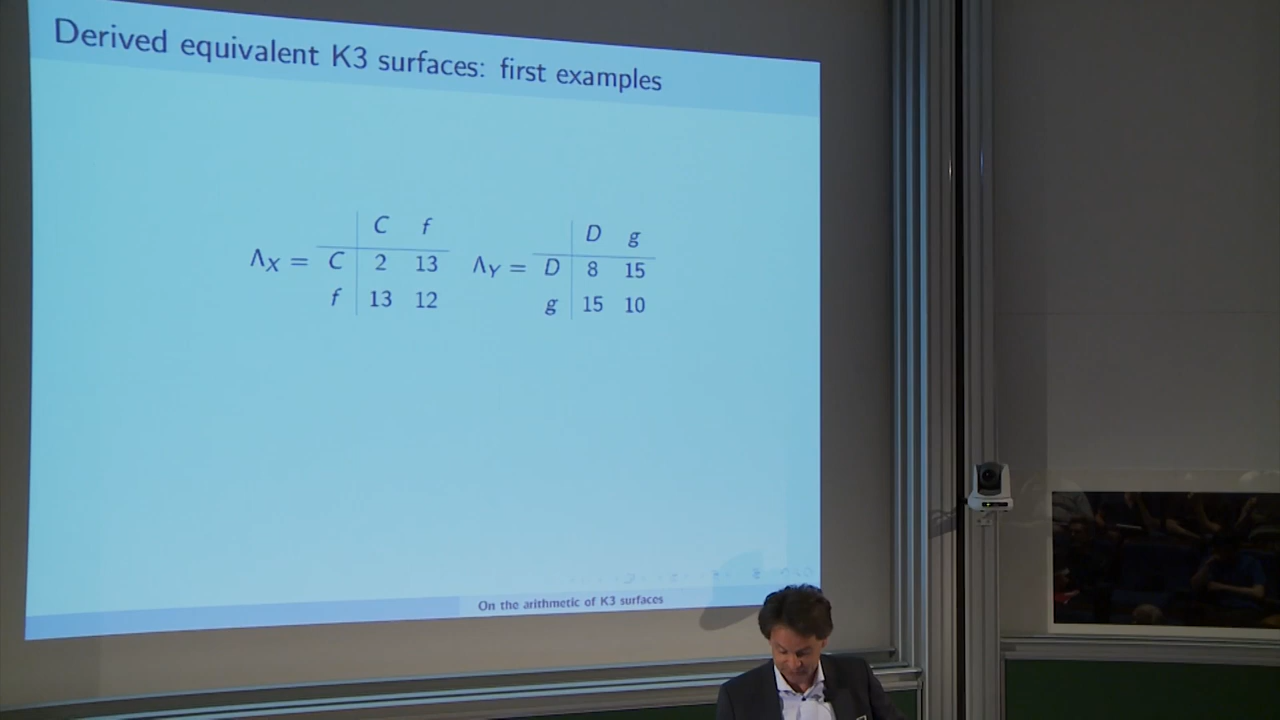 Derived equivalent K3 surfaces: first examples
C f D g
Λ_X = C 2 13 Λ_Y = D 8 15
f 13 12 g 15 10
On the arithmetic of K3 surfaces